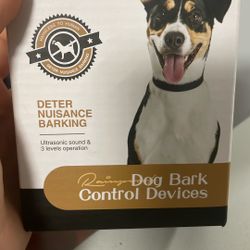 DETER
NUISANCE
BARKING
Ultrasonic sound &
3 levels operation
Dog Bark
Control Devices